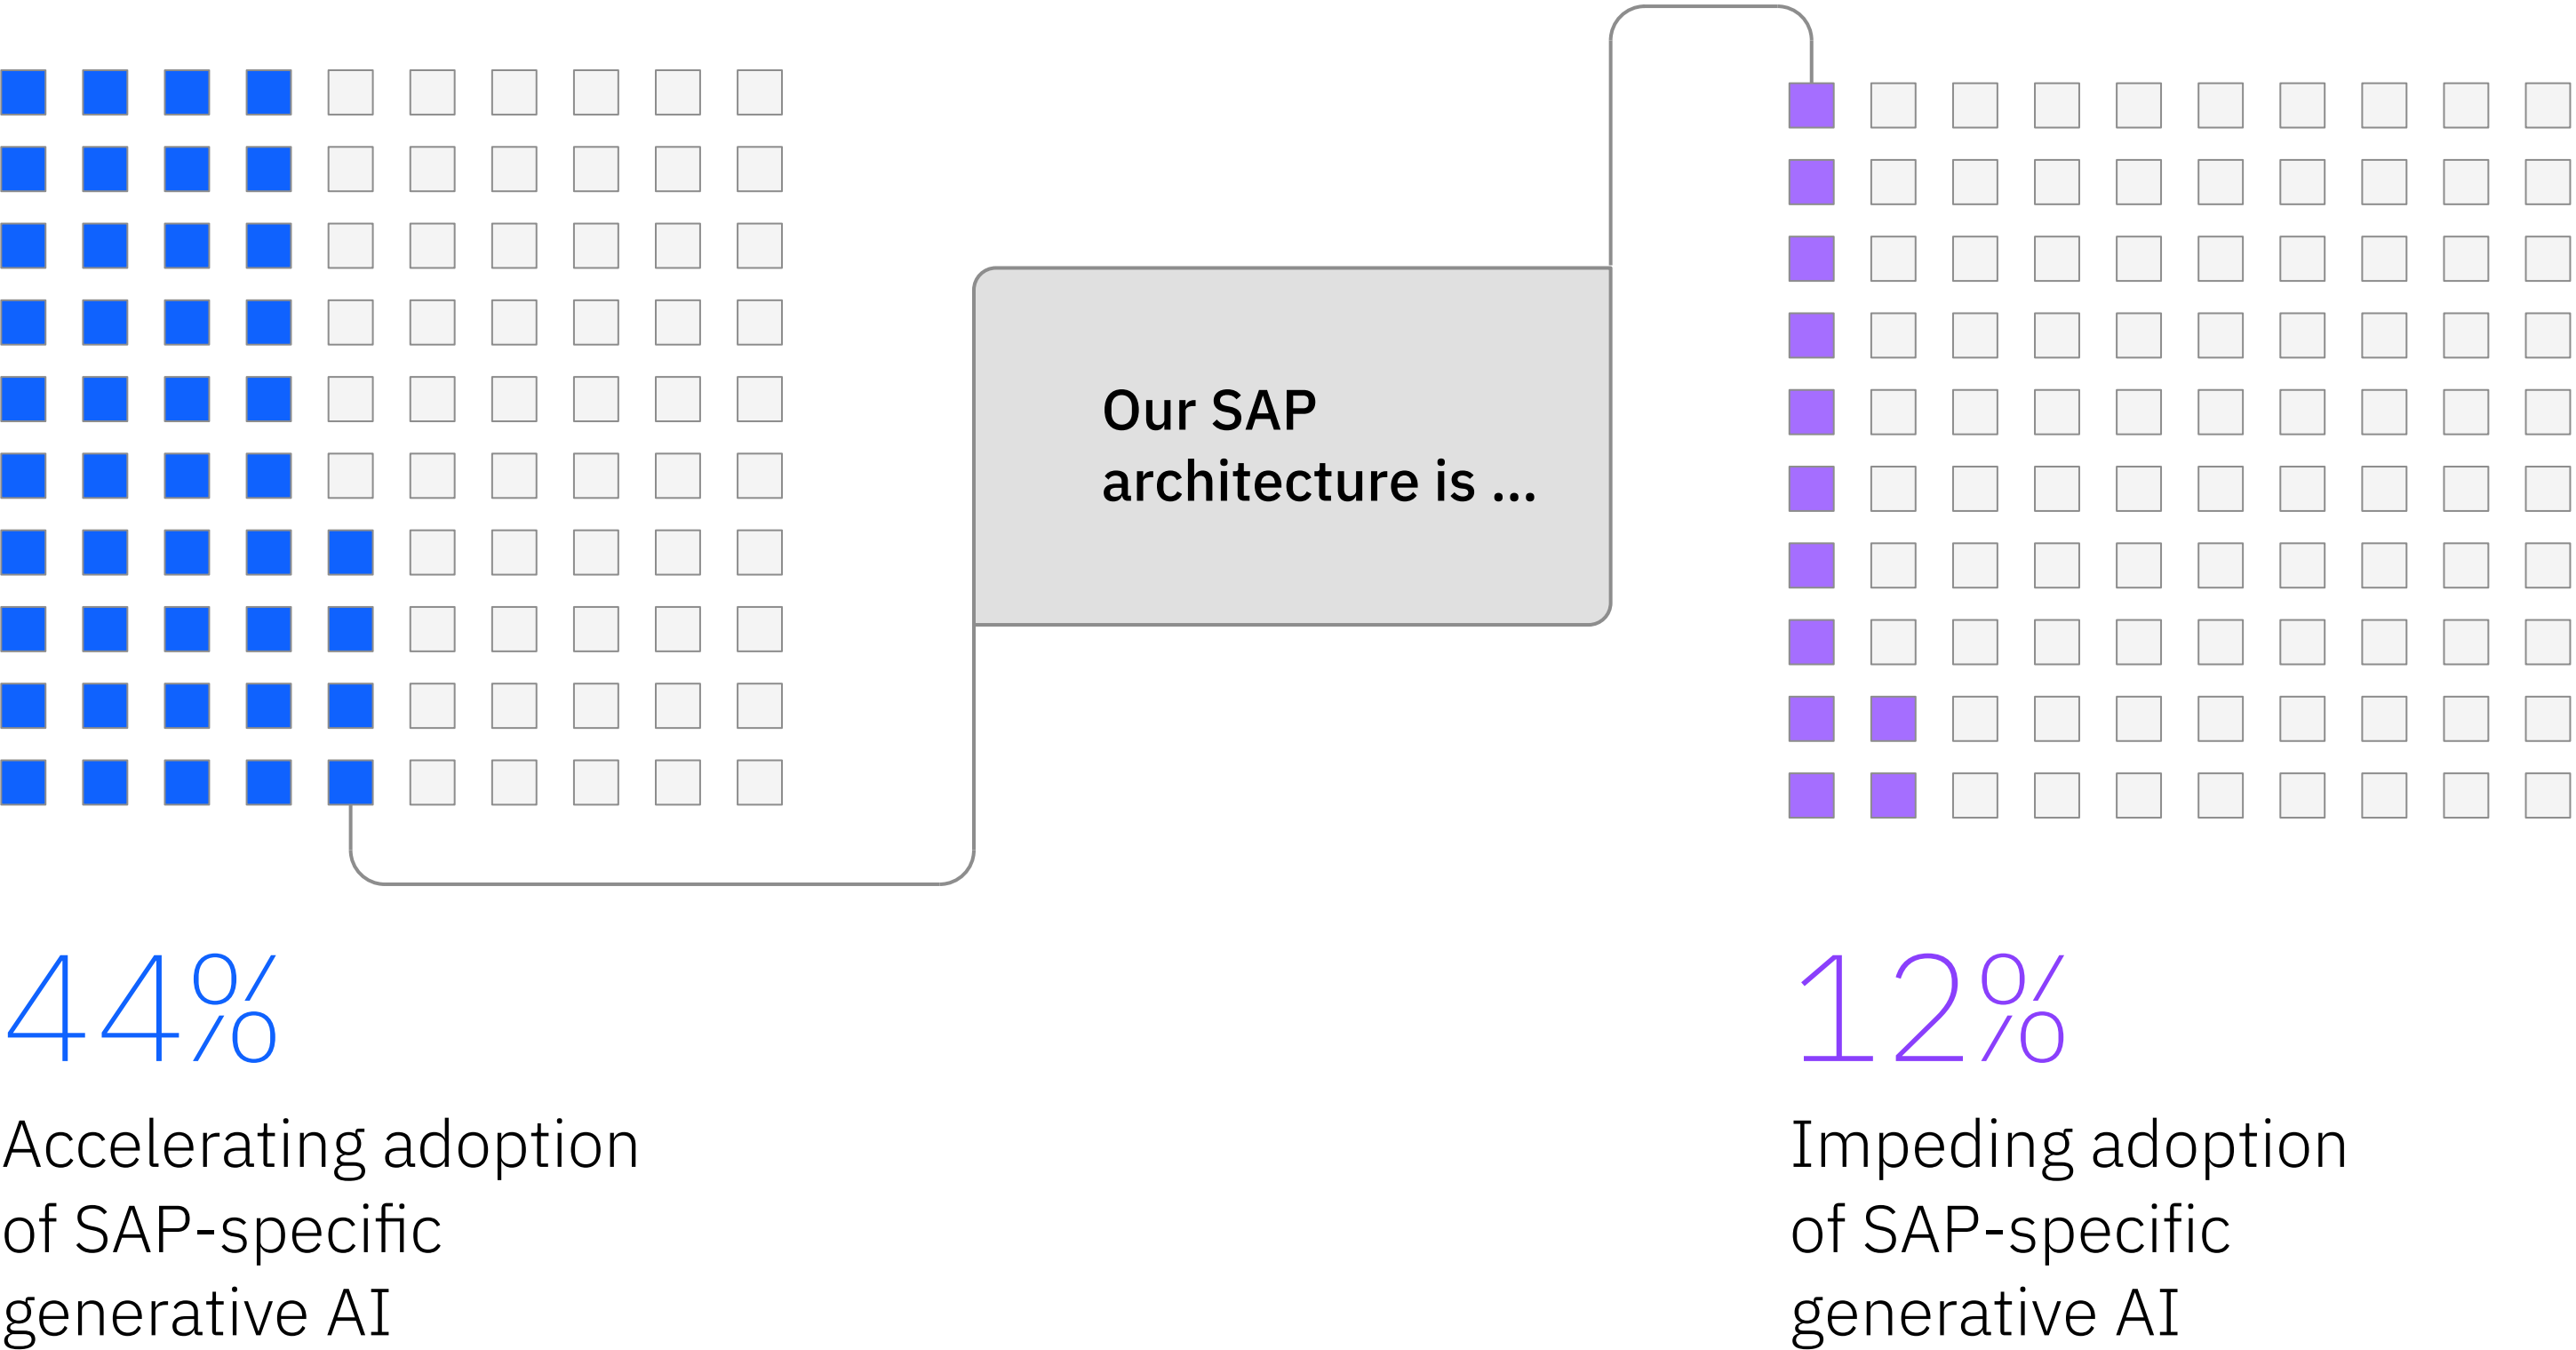 Our SAP
architecture is ...
44%
Accelerating adoption
of SAP-specific
generative AI
12%
Impeding adoption
of SAP-specific
generative AI